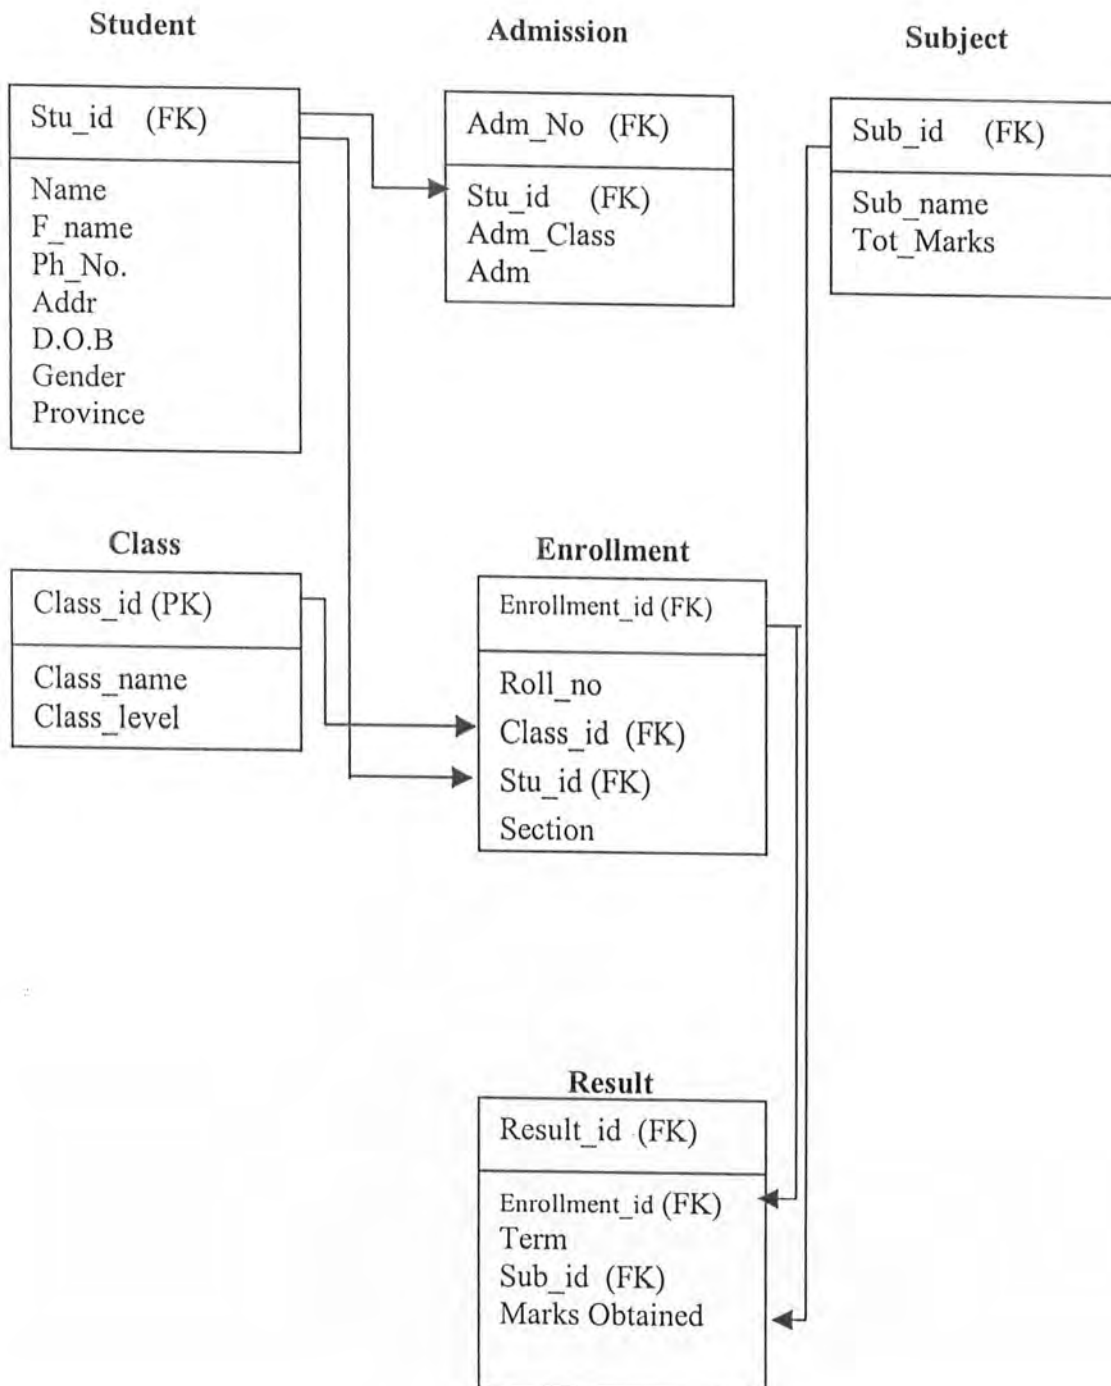 Student
Stu_id (FK)
Name
F_name
Ph_No.
Addr
D.O.B
Gender
Province
Admission
Adm_No (FK)
Stu_id (FK)
Adm_Class
Adm
Subject
Sub_id (FK)
Sub_name
Tot_Marks
Class
Class_id (PK)
Class_name
Class_level
Enrollment
Enrollment_id (FK)
Roll_no
Class_id (FK)
Stu_id (FK)
Section
Result
Result_id (FK)
Enrollment_id (FK)
Term
Sub_id (FK)
Marks Obtained